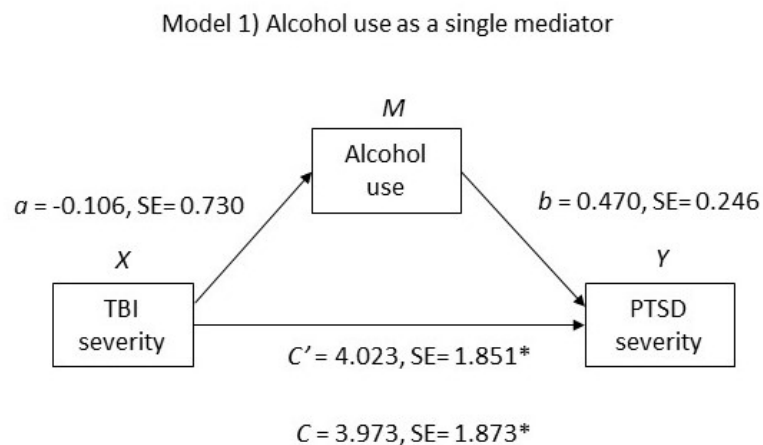 Model 1) Alcohol use as a single mediator
M
Alcohol
use
a = -0.106, SE= 0.730
b = 0.470, SE= 0.246
X
Y
TBI
severity
PTSD
severity
C’ = 4.023, SE= 1.851*
C = 3.973, SE= 1.873*